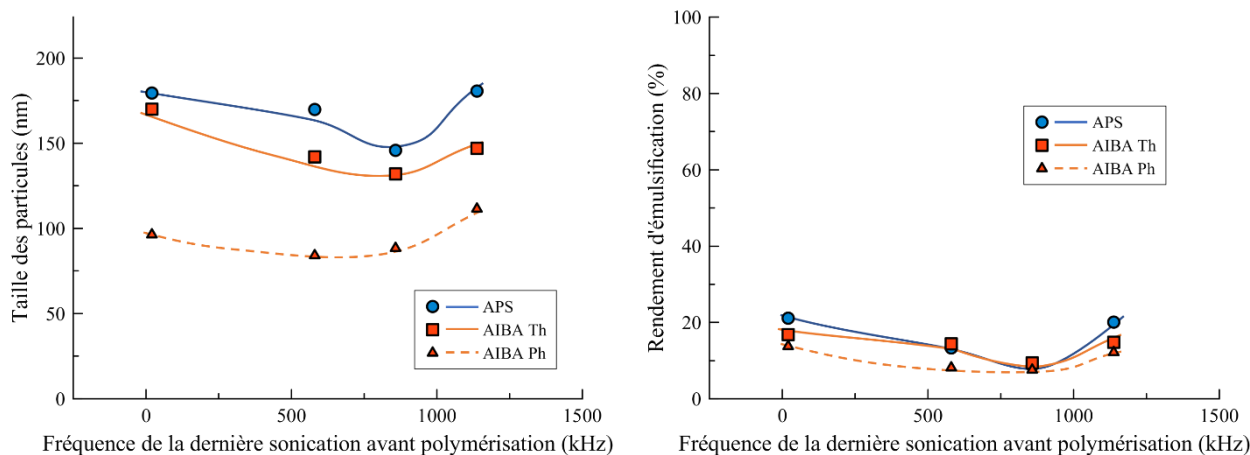 Taille des particules (nm)
200
150
100
50
0
0
500
1000
1500
Fréquence de la dernière sonication avant polymérisation (kHz)
APS
AIBA Th
AIBA Ph
Rendement d'émulsification (%)
100
80
60
40
20
0
0
500
1000
1500
Fréquence de la dernière sonication avant polymérisation (kHz)
APS
AIBA Th
AIBA Ph